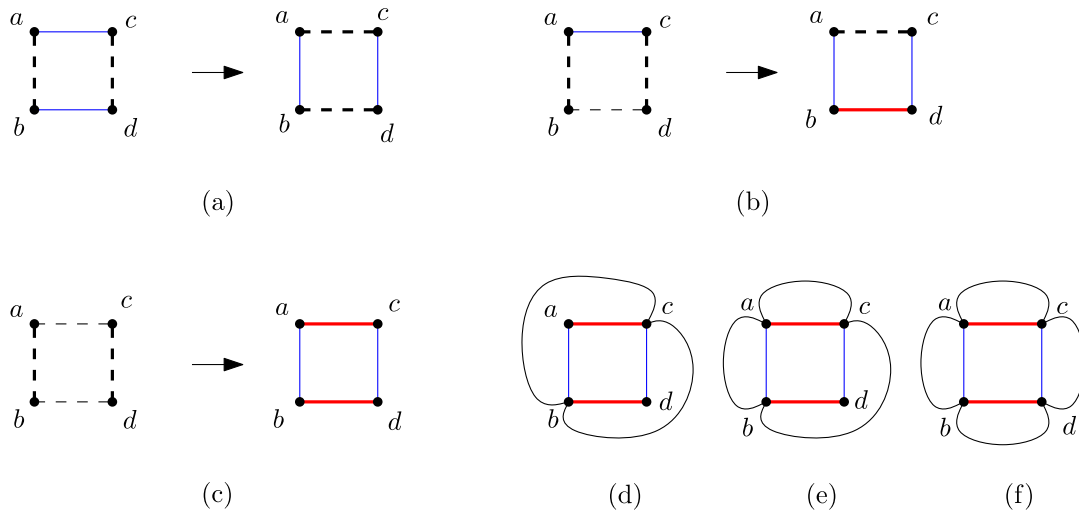 a c a c a c a c
b d b d b d b d
(a) (b)
a c a c a c a c a c
b d b d b d b d b d
(c) (d) (e) (f)